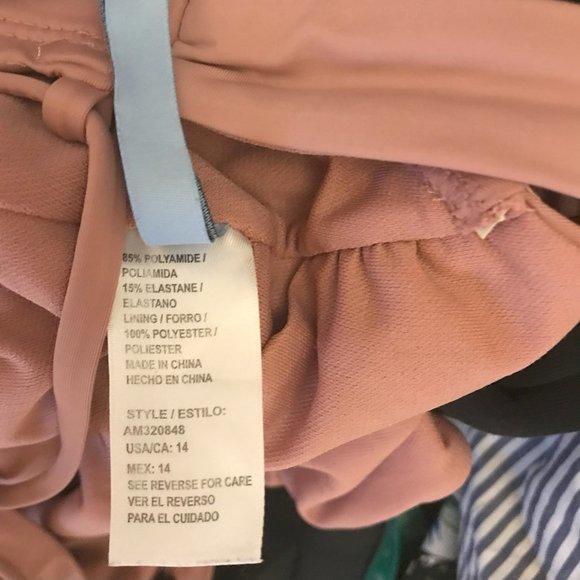 85% POLYAMIDE /
POLIAMIDA
15% ELASTANE /
ELASTANO
LINING / FORRO /
100% POLYESTER /
POLIESTER
MADE IN CHINA
HECHO EN CHINA
STYLE / ESTILO:
AM320848
USA/CA: 14
MEX: 14
SEE REVERSE FOR CARE
VER EL REVERSO
PARA EL CUIDADO